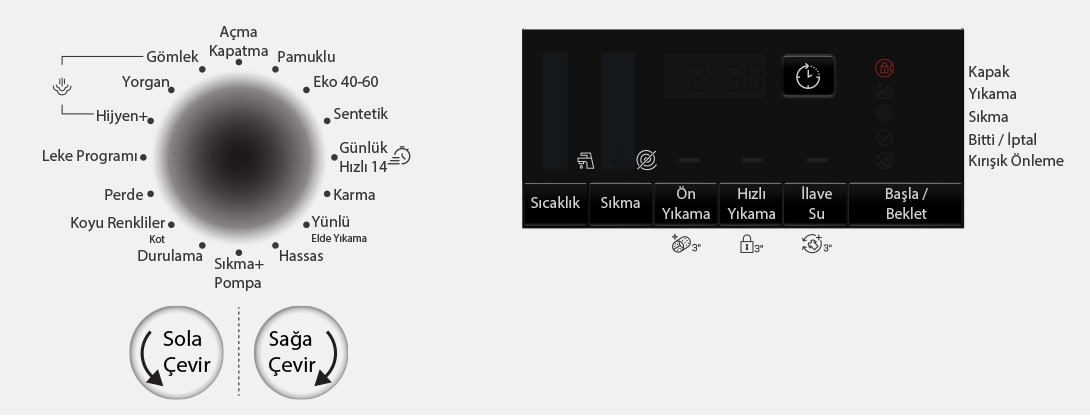 Açma
Kapatma
Gömlek
Pamuklu
Yorgan
Eko 40-60
Hijyen+
Sentetik
Leke Programı
Günlük
Hızlı 14
Perde
Karma
Koyu Renkliler
Kot
Yünlü
Elde Yıkama
Durulama
Hassas
Sıkma+
Pompa
Sola
Çevir
Sağa
Çevir
2:30
Kapak
Yıkama
Sıkma
Bitti / İptal
Kırışık Önleme
Sıcaklık
Sıkma
Ön
Yıkama
Hızlı
Yıkama
İlave
Su
Başla /
Beklet
3"
3"
3"